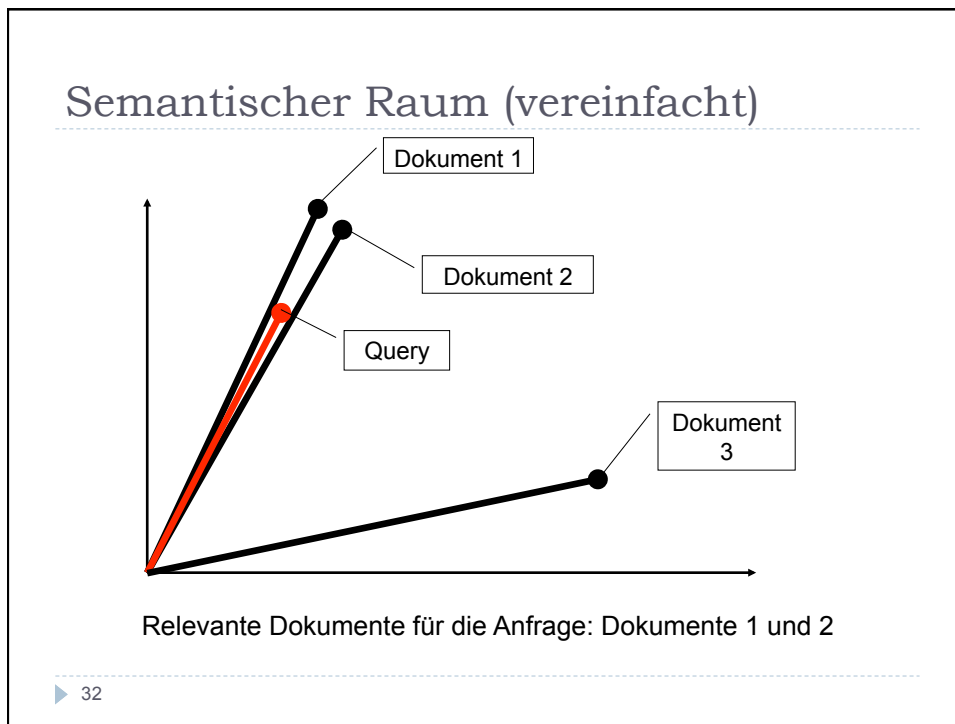 Semantischer Raum (vereinfacht)
Dokument 1
Dokument 2
Query
Dokument
3
Relevante Dokumente für die Anfrage: Dokumente 1 und 2
32